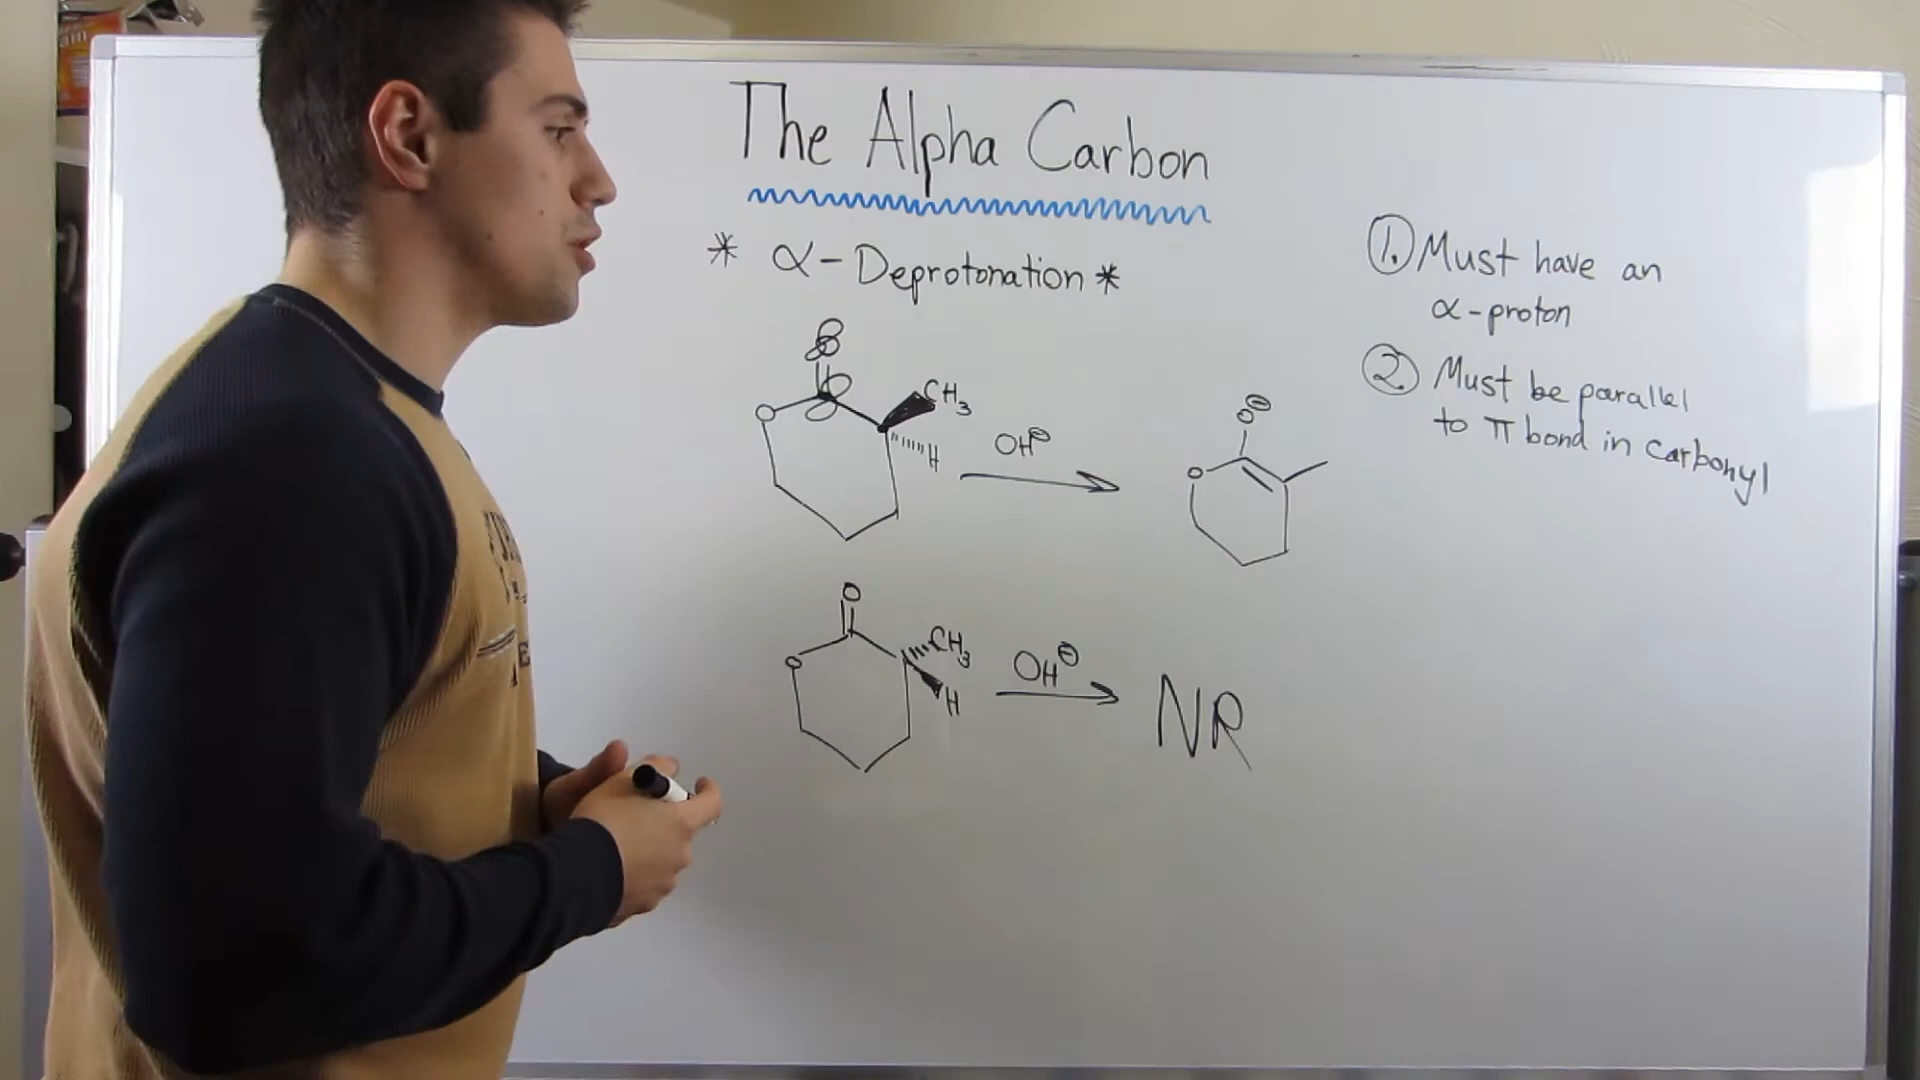 The Alpha Carbon
* α-Deprotonation *
1. Must have an
α-proton
2. Must be parallel
to π bond in carbonyl
CH3
O
H
OH⊖
O⊖
O
O
CH3
O
H
OH⊖
NR